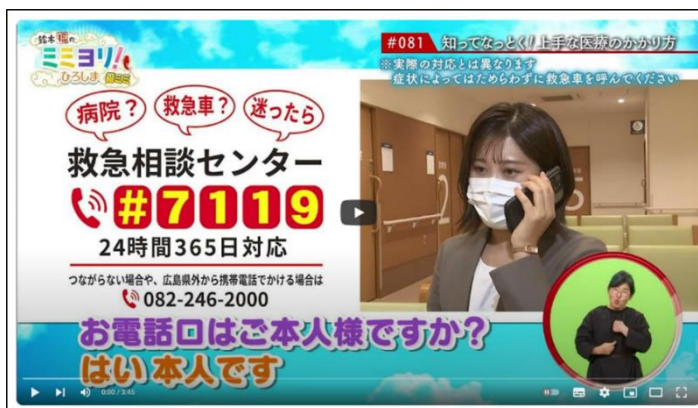 鈴木福の
ミミヨリ!
ひろしま
#081 知ってなっとく!上手な医療のかかり方
※実際の対応とは異なります
症状によってはためらわずに救急車を呼んでください
病院?
救急車?
迷ったら
救急相談センター
#7119
24時間365日対応
つながらない場合や、広島県外から携帯電話でかける場合は
082-246-2000
お電話口はご本人様ですか?
はい 本人です
0:00 / 3:45